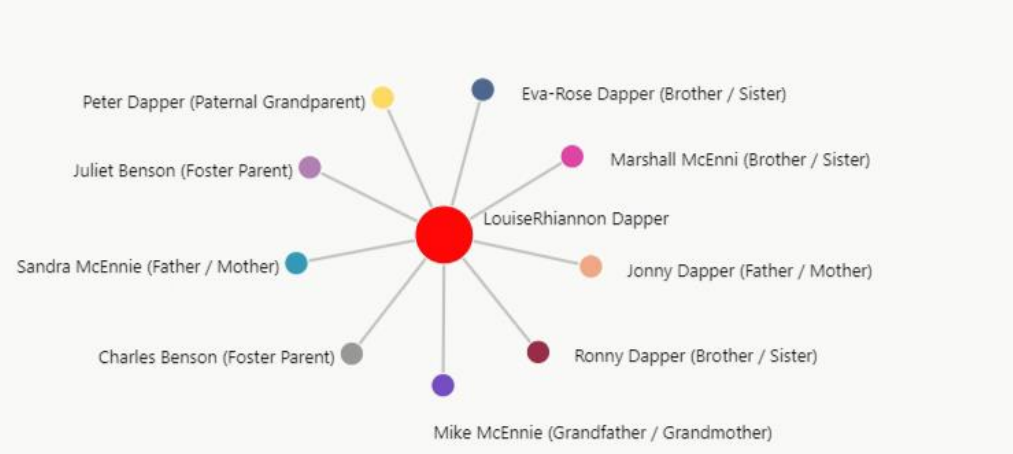 Eva-Rose Dapper (Brother / Sister)
Peter Dapper (Paternal Grandparent)
Marshall McEnni (Brother / Sister)
Juliet Benson (Foster Parent)
LouiseRhiannon Dapper
Sandra McEnnie (Father / Mother)
Jonny Dapper (Father / Mother)
Charles Benson (Foster Parent)
Ronny Dapper (Brother / Sister)
Mike McEnnie (Grandfather / Grandmother)